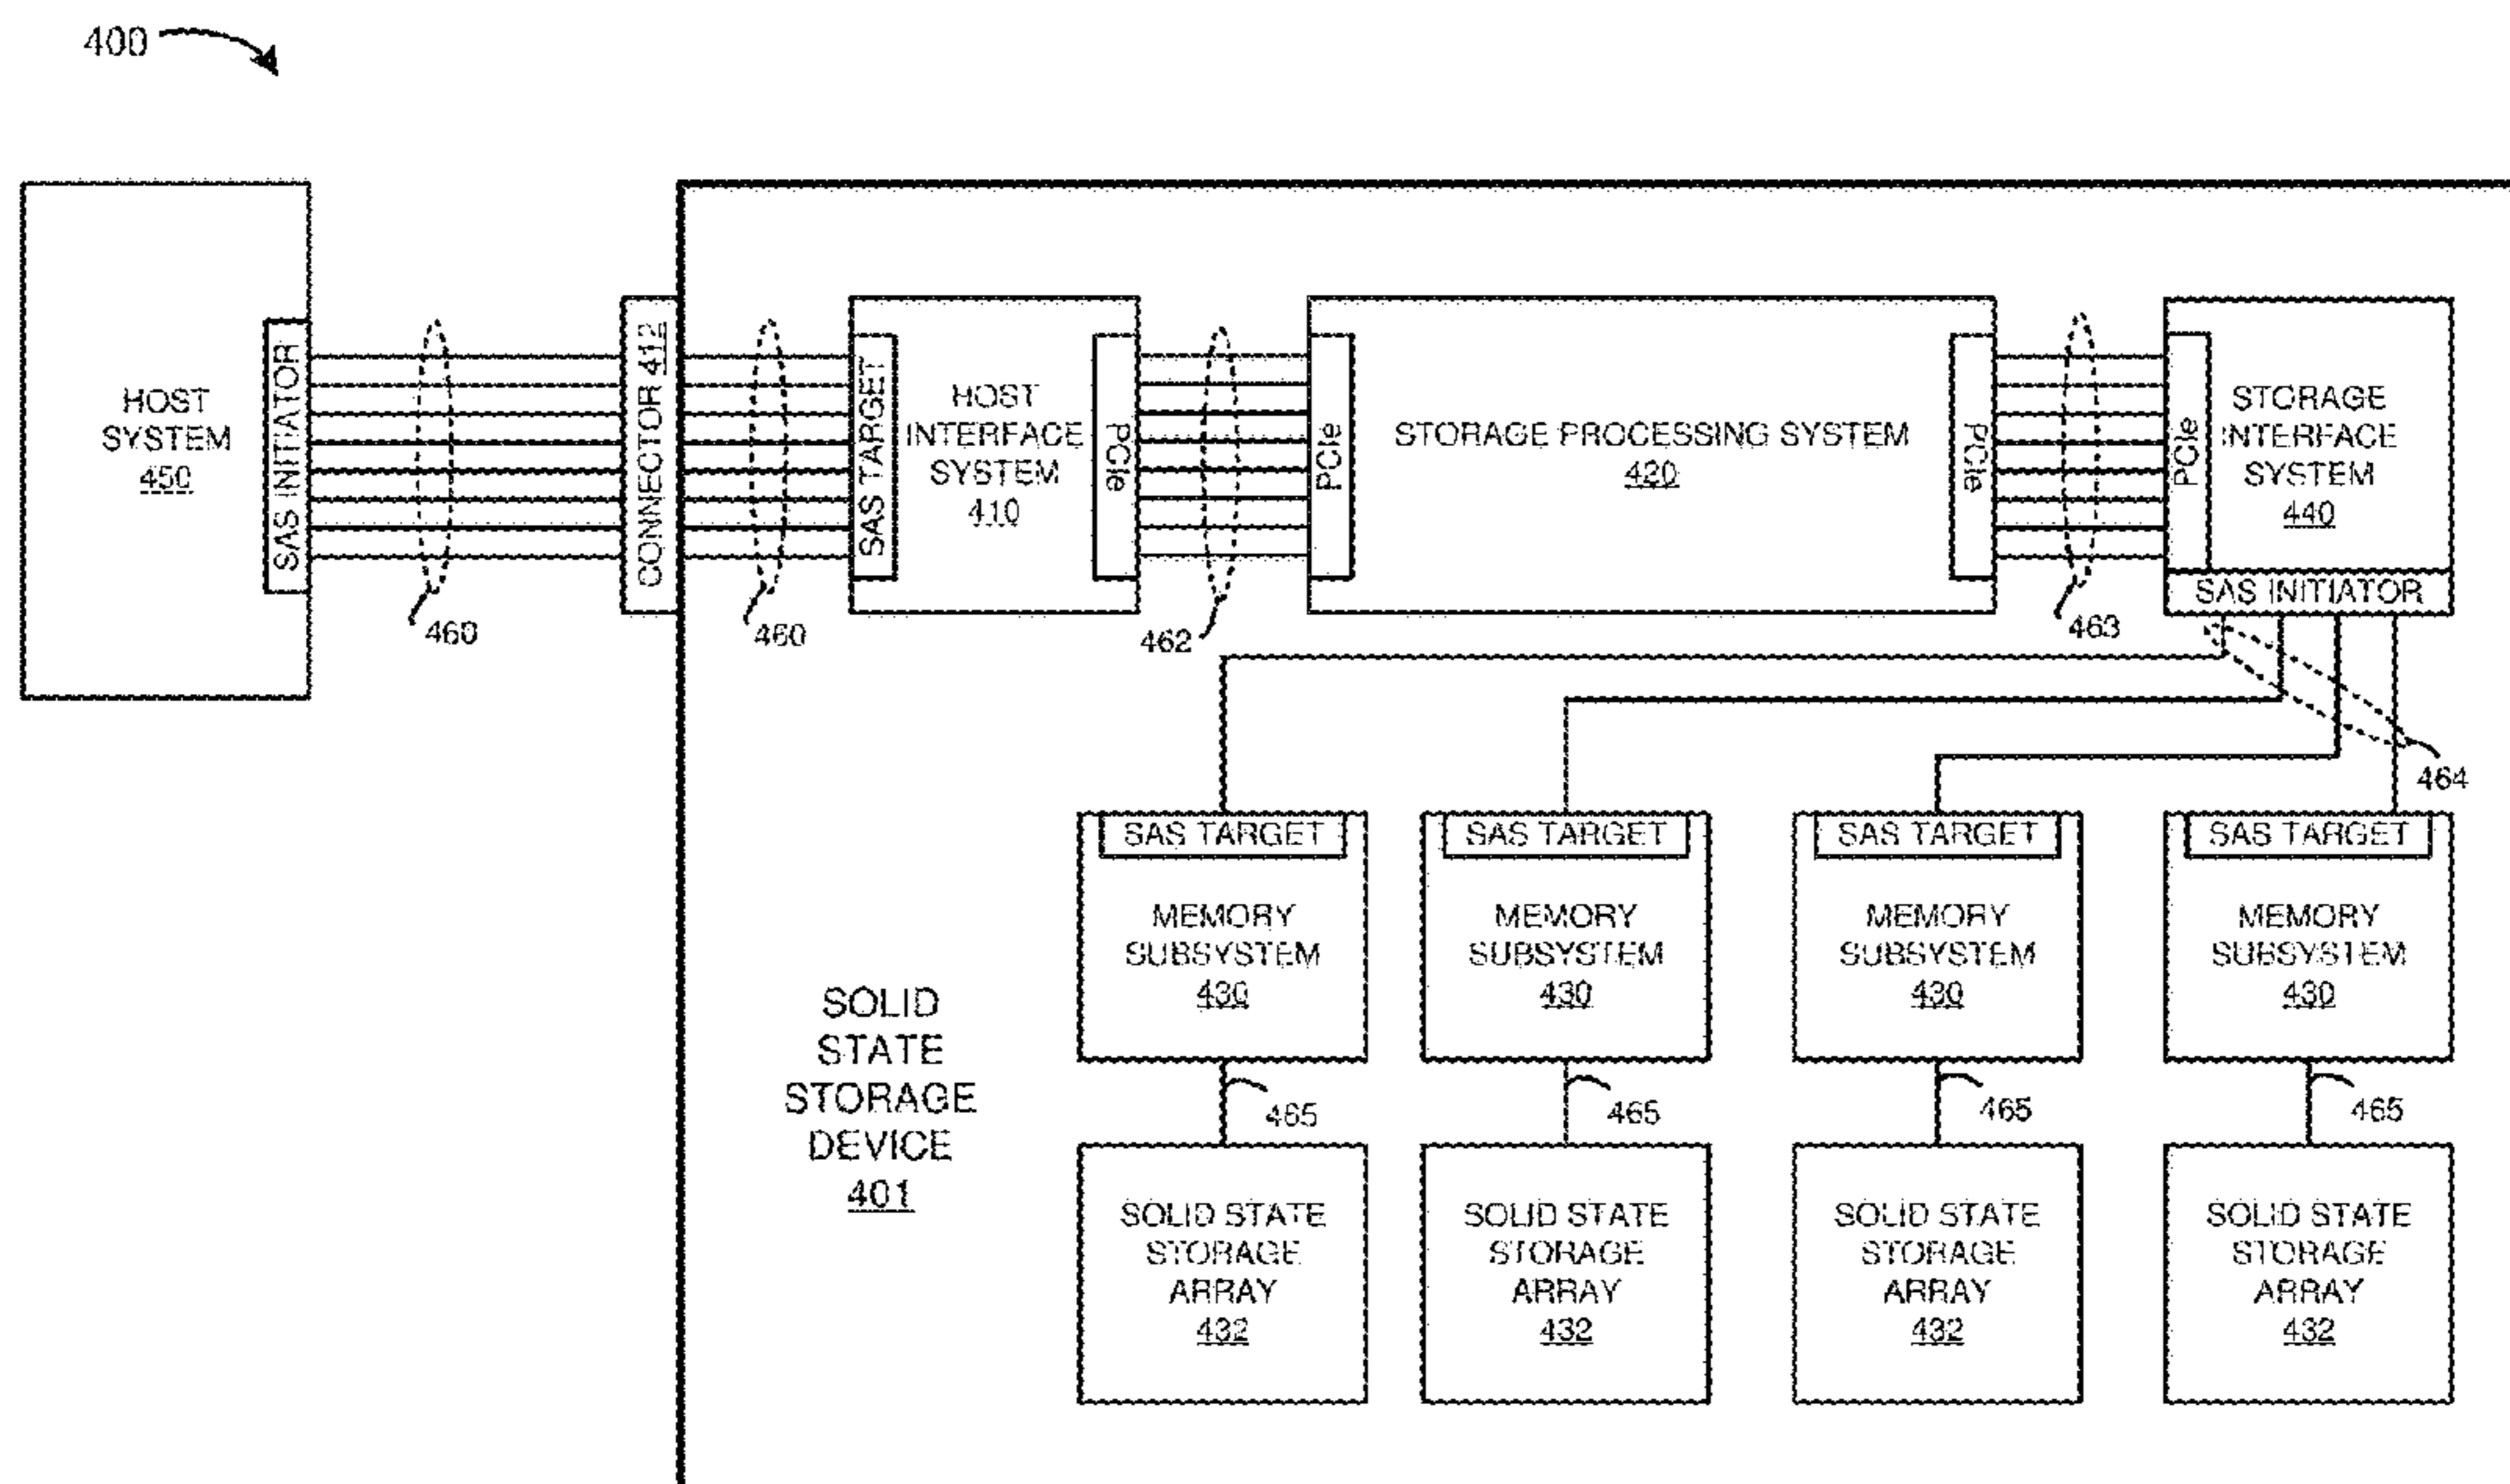 400
HOST
SYSTEM
450
SAS INITIATOR
460
CONNECTOR 412
460
SAS TARGET
HOST
INTERFACE
SYSTEM
410
PCIe
462
PCIe
STORAGE PROCESSING SYSTEM
420
PCIe
463
PCIe
STORAGE
INTERFACE
SYSTEM
440
SAS INITIATOR
464
SAS TARGET
MEMORY
SUBSYSTEM
430
SAS TARGET
MEMORY
SUBSYSTEM
430
SAS TARGET
MEMORY
SUBSYSTEM
430
SAS TARGET
MEMORY
SUBSYSTEM
430
SOLID
STATE
STORAGE
DEVICE
401
465
465
465
465
SOLID STATE
STORAGE
ARRAY
432
SOLID STATE
STORAGE
ARRAY
432
SOLID STATE
STORAGE
ARRAY
432
SOLID STATE
STORAGE
ARRAY
432